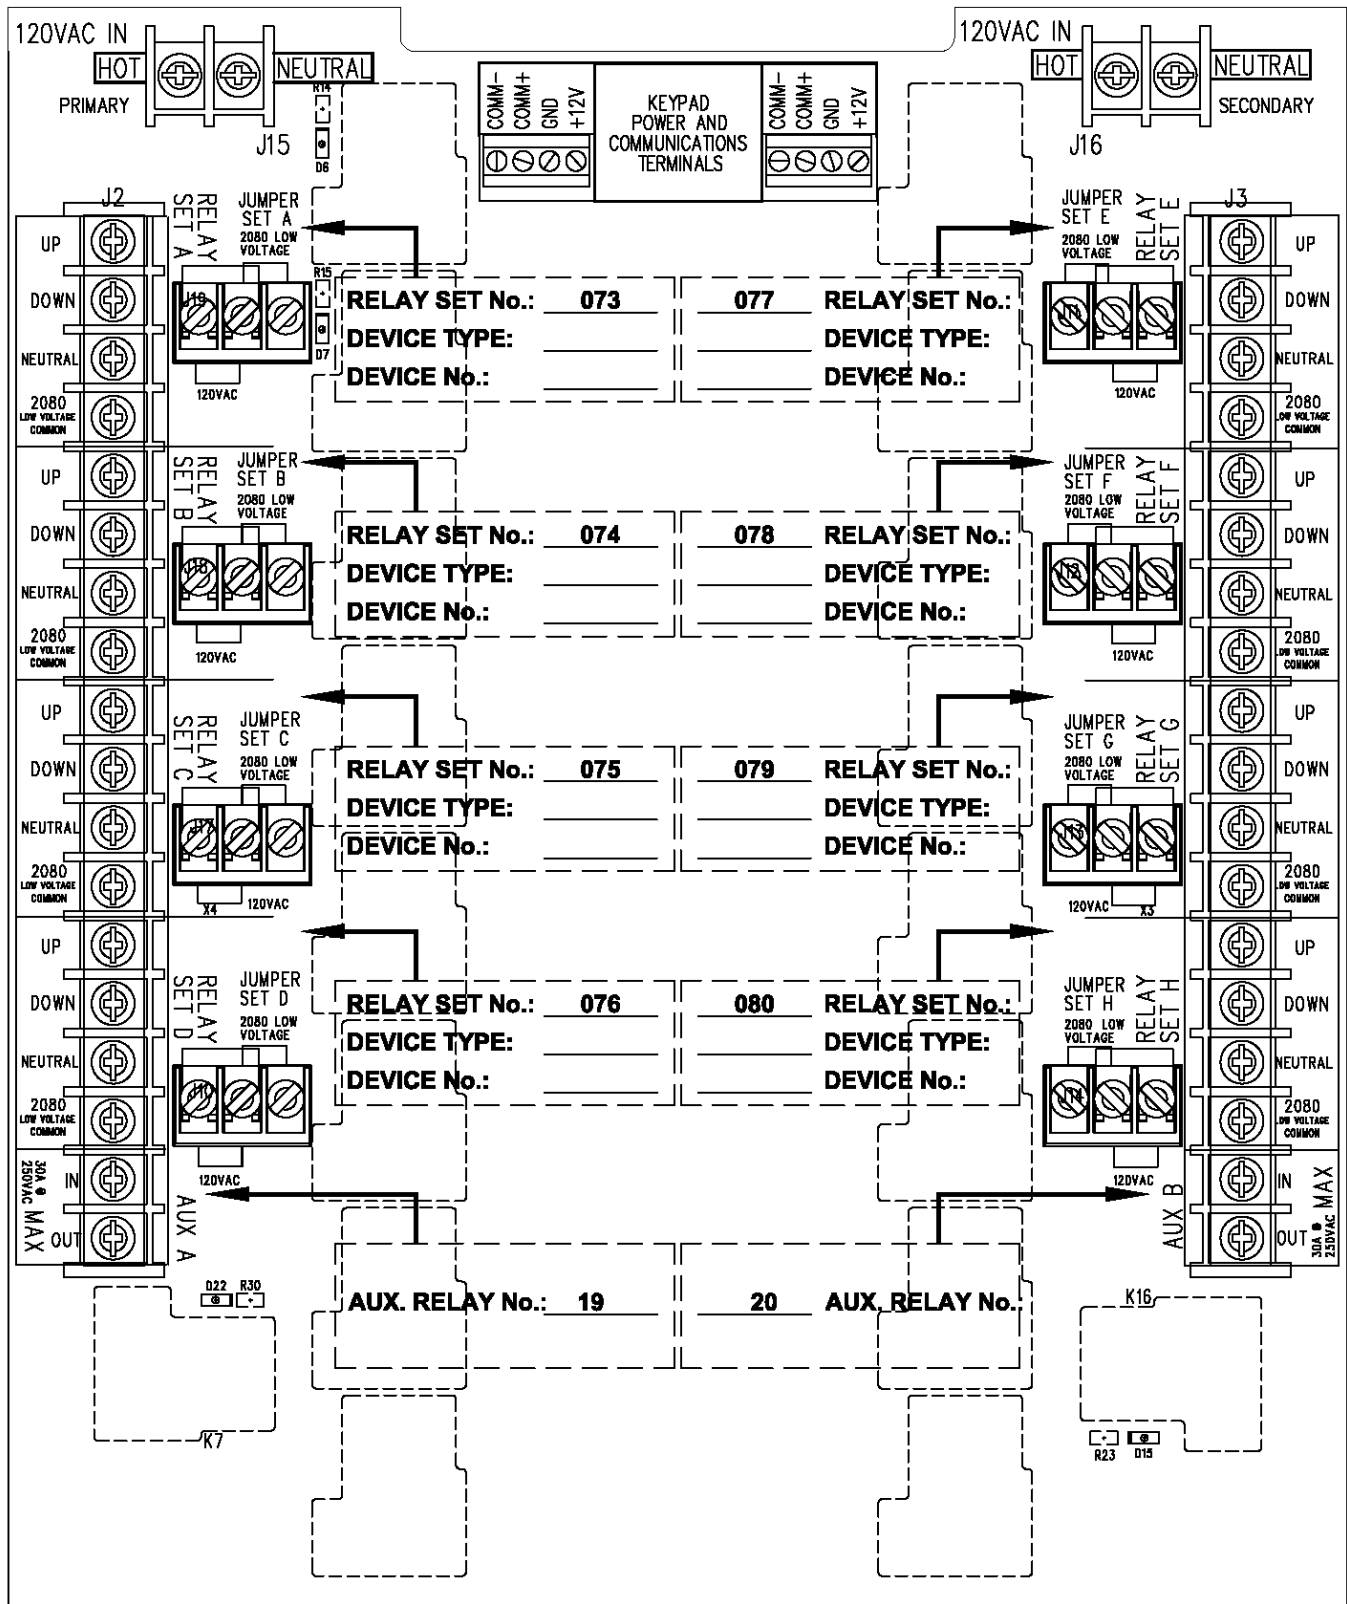 120VAC IN
HOT
NEUTRAL
PRIMARY
J15
R14
D6
COMM-
COMM+
GND
+12V
KEYPAD
POWER AND
COMMUNICATIONS
TERMINALS
COMM-
COMM+
GND
+12V
120VAC IN
HOT
NEUTRAL
SECONDARY
J16
J2
UP
DOWN
NEUTRAL
2080
LOW VOLTAGE
COMMON
RELAY
SET A
JUMPER
SET A
2080 LOW
VOLTAGE
J19
120VAC
R15
D7
RELAY SET No.: 073
DEVICE TYPE:
DEVICE No.:
077 RELAY SET No.:
DEVICE TYPE:
DEVICE No.:
JUMPER
SET E
2080 LOW
VOLTAGE
RELAY
SET E
J11
120VAC
J3
UP
DOWN
NEUTRAL
2080
LOW VOLTAGE
COMMON
UP
DOWN
NEUTRAL
2080
LOW VOLTAGE
COMMON
RELAY
SET B
JUMPER
SET B
2080 LOW
VOLTAGE
J18
120VAC
RELAY SET No.: 074
DEVICE TYPE:
DEVICE No.:
078 RELAY SET No.:
DEVICE TYPE:
DEVICE No.:
JUMPER
SET F
2080 LOW
VOLTAGE
RELAY
SET F
J12
120VAC
UP
DOWN
NEUTRAL
2080
LOW VOLTAGE
COMMON
UP
DOWN
NEUTRAL
2080
LOW VOLTAGE
COMMON
RELAY
SET C
JUMPER
SET C
2080 LOW
VOLTAGE
J17
X4
120VAC
RELAY SET No.: 075
DEVICE TYPE:
DEVICE No.:
079 RELAY SET No.:
DEVICE TYPE:
DEVICE No.:
JUMPER
SET G
2080 LOW
VOLTAGE
RELAY
SET G
J13
120VAC
X3
UP
DOWN
NEUTRAL
2080
LOW VOLTAGE
COMMON
UP
DOWN
NEUTRAL
2080
LOW VOLTAGE
COMMON
RELAY
SET D
JUMPER
SET D
2080 LOW
VOLTAGE
J10
120VAC
RELAY SET No.: 076
DEVICE TYPE:
DEVICE No.:
080 RELAY SET No.:
DEVICE TYPE:
DEVICE No.:
JUMPER
SET H
2080 LOW
VOLTAGE
RELAY
SET H
J14
120VAC
UP
DOWN
NEUTRAL
2080
LOW VOLTAGE
COMMON
IN
OUT
30A @
250VAC MAX
AUX A
AUX. RELAY No.: 19
20 AUX. RELAY No.:
AUX B
IN
OUT
30A @
250VAC MAX
D22
R30
K7
K16
R23
D15